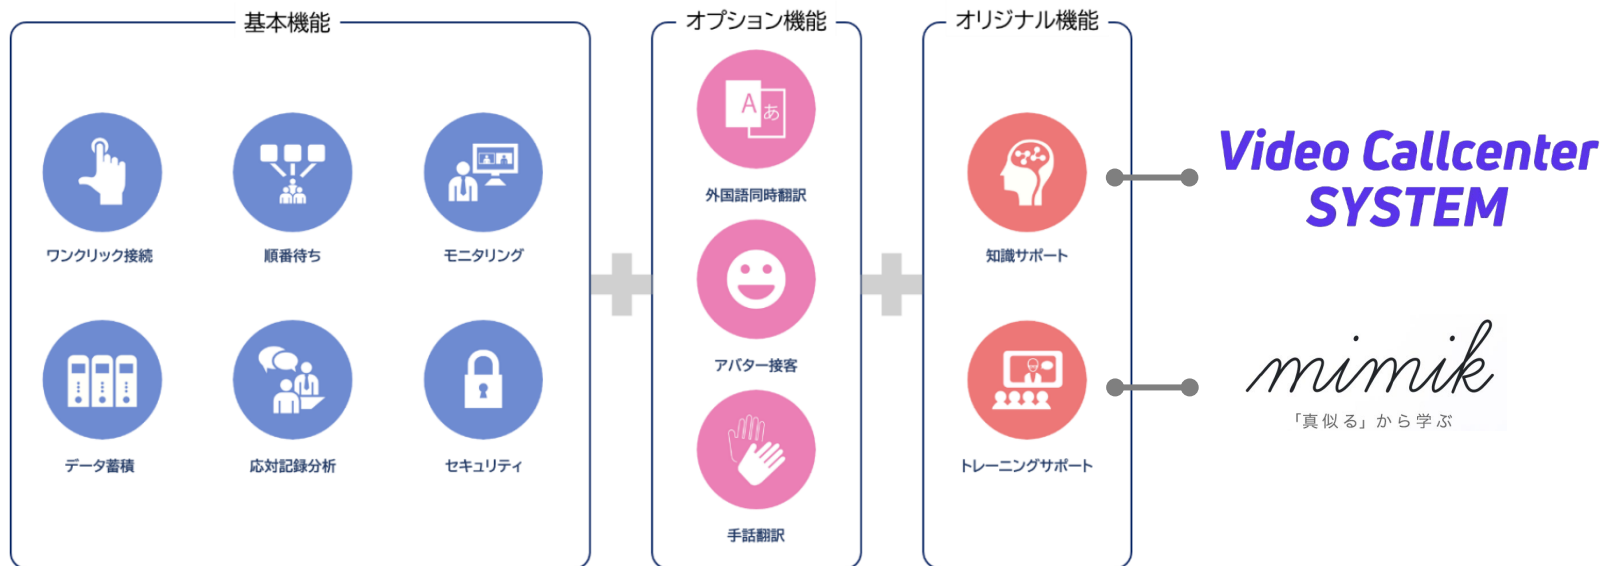 基本機能
ワンクリック接続
順番待ち
モニタリング
データ蓄積
応対記録分析
セキュリティ
オプション機能
A あ
外国語同時翻訳
アバター接客
手話翻訳
オリジナル機能
知識サポート
トレーニングサポート
Video Callcenter
SYSTEM
mimik
「真似る」から学ぶ